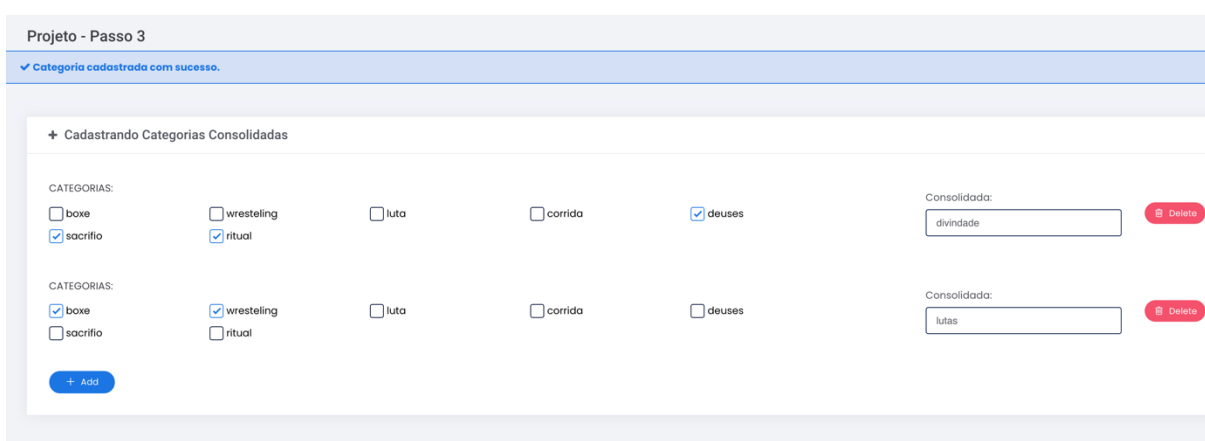 Projeto - Passo 3
Categoria cadastrada com sucesso.
Cadastrando Categorias Consolidadas
CATEGORIAS:
Consolidada:
boxe wresteling luta corrida deuses
divindade Delete
sacrifio ritual
CATEGORIAS:
Consolidada:
boxe wresteling luta corrida deuses
lutas Delete
sacrifio ritual
+ Add